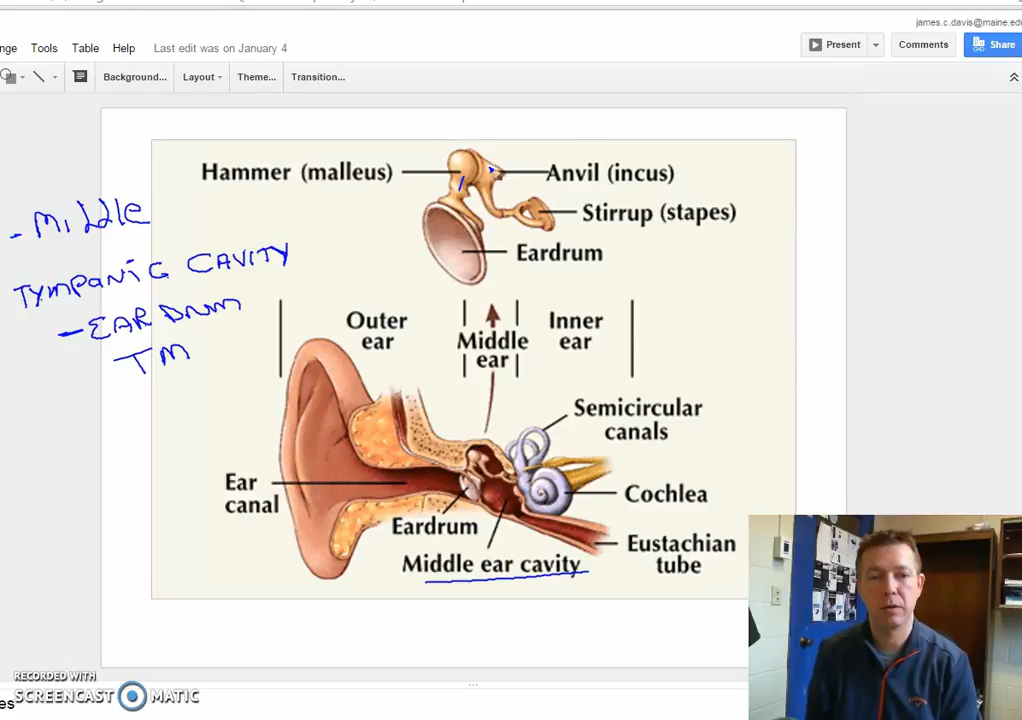 james.c.davis@maine.ed
nge Tools Table Help Last edit was on January 4
Present Comments Share
Background... Layout Theme... Transition...
Hammer (malleus)
Anvil (incus)
Stirrup (stapes)
Eardrum
- Middle
TYMPANIC CAVITY
- EAR DRUM
TM
Outer
ear
Middle
ear
Inner
ear
Semicircular
canals
Ear
canal
Cochlea
Eardrum
Middle ear cavity
Eustachian
tube
RECORDED WITH
SCREENCAST MATIC
es